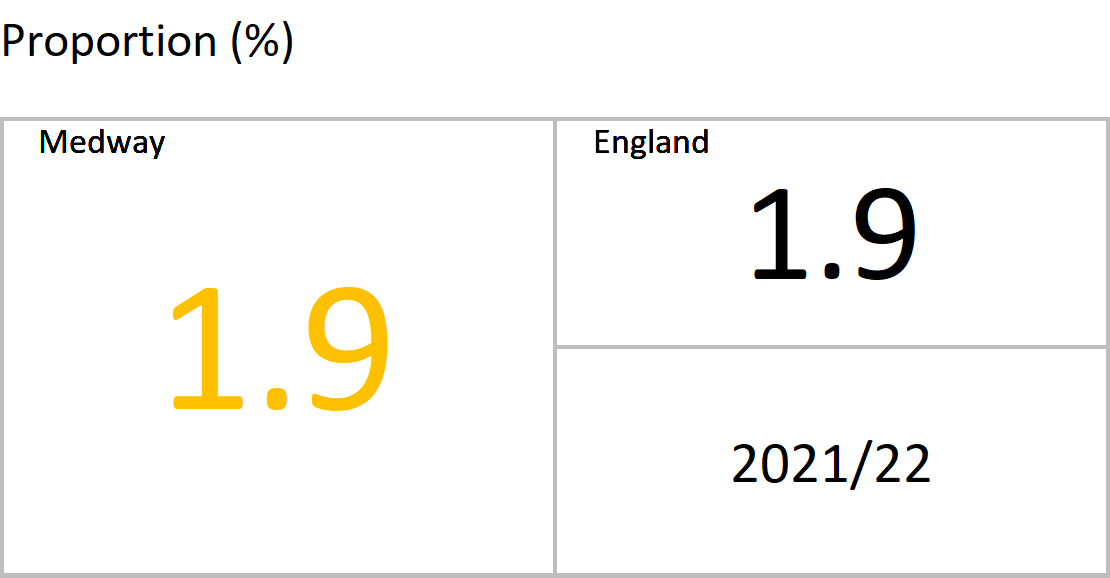 Proportion (%)
Medway
1.9
England
1.9
2021/22